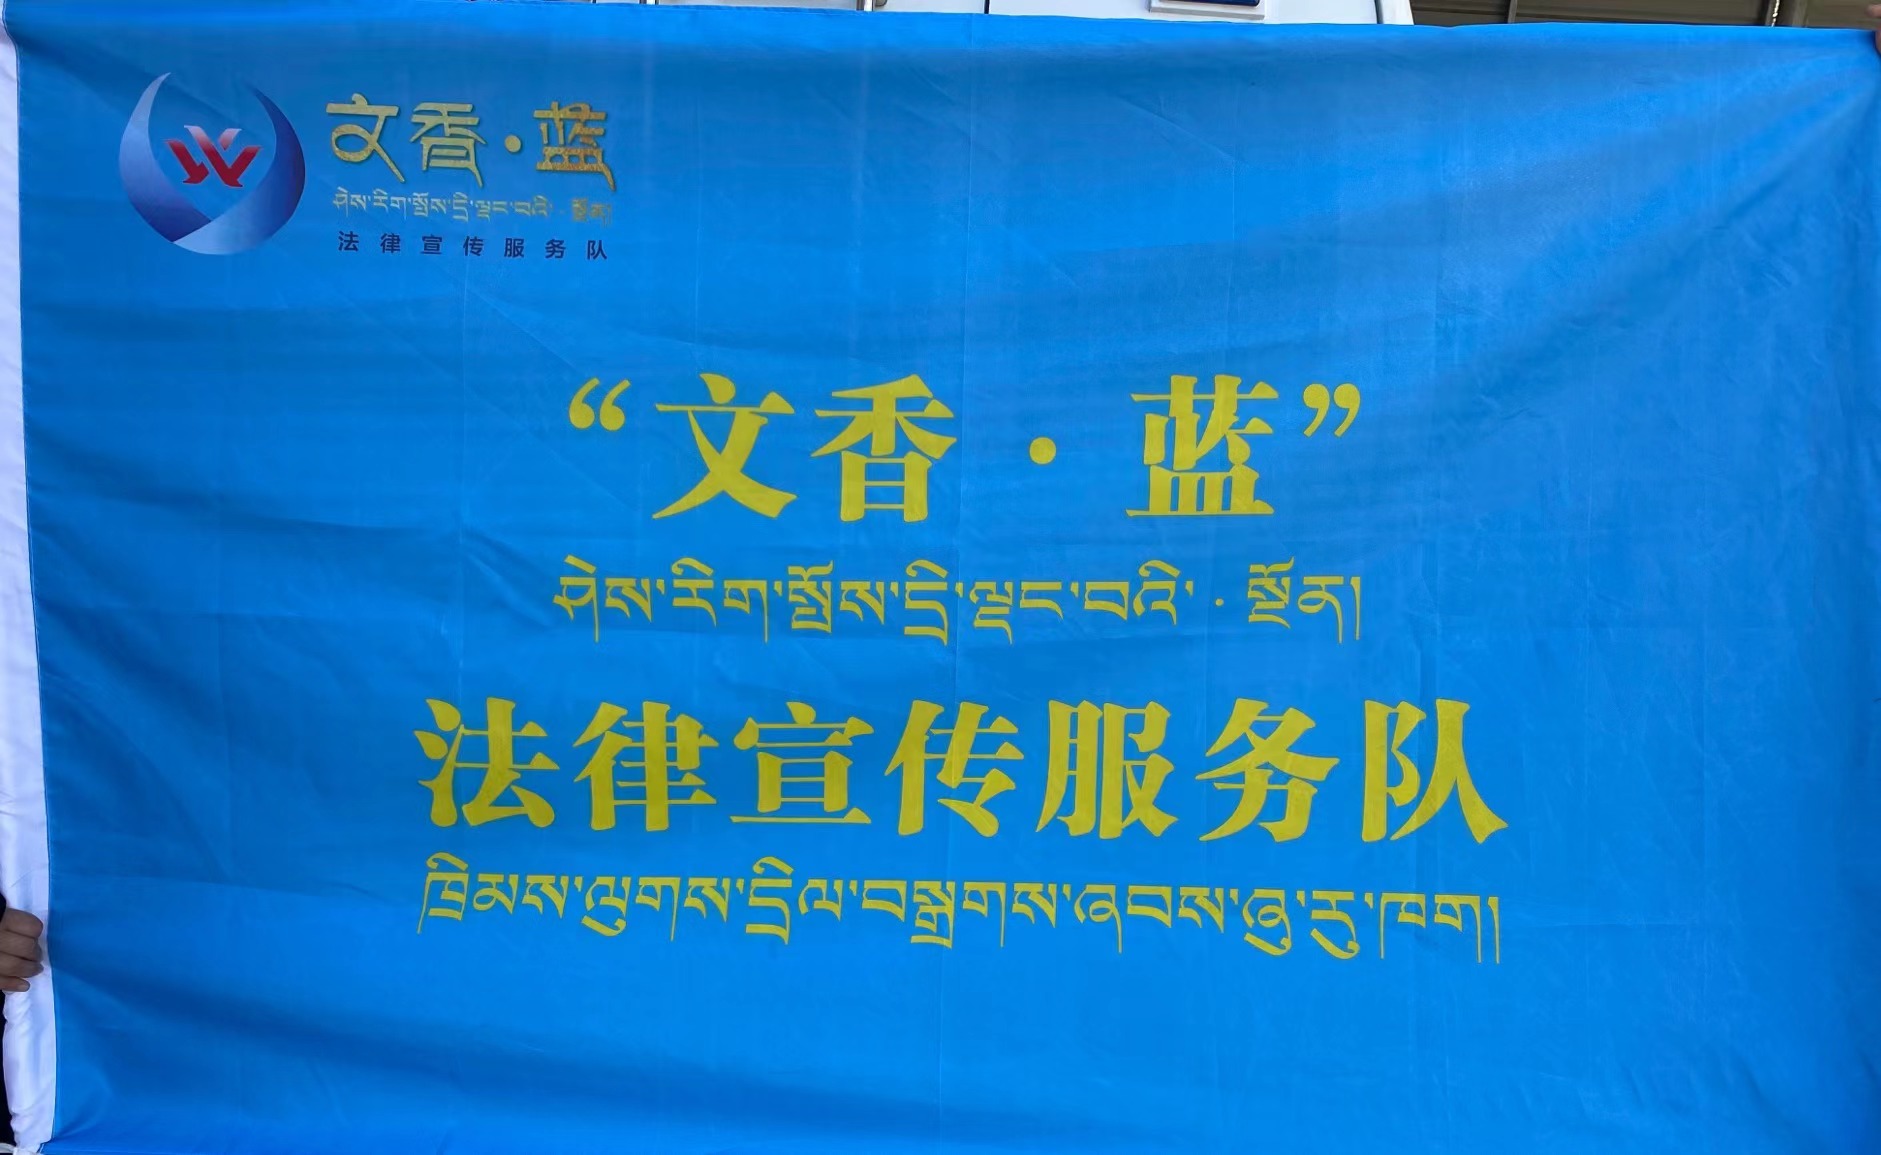 文香·蓝
ཤེས་རིག་སྤོས་དྲི་ལྡང་བའི་·སྔོན།
法律宣传服务队
“文香·蓝”
ཤེས་རིག་སྤོས་དྲི་ལྡང་བའི་·སྔོན།
法律宣传服务队
ཁྲིམས་ལུགས་དྲིལ་བསྒྲགས་ཞབས་ཞུ་རུ་ཁག།